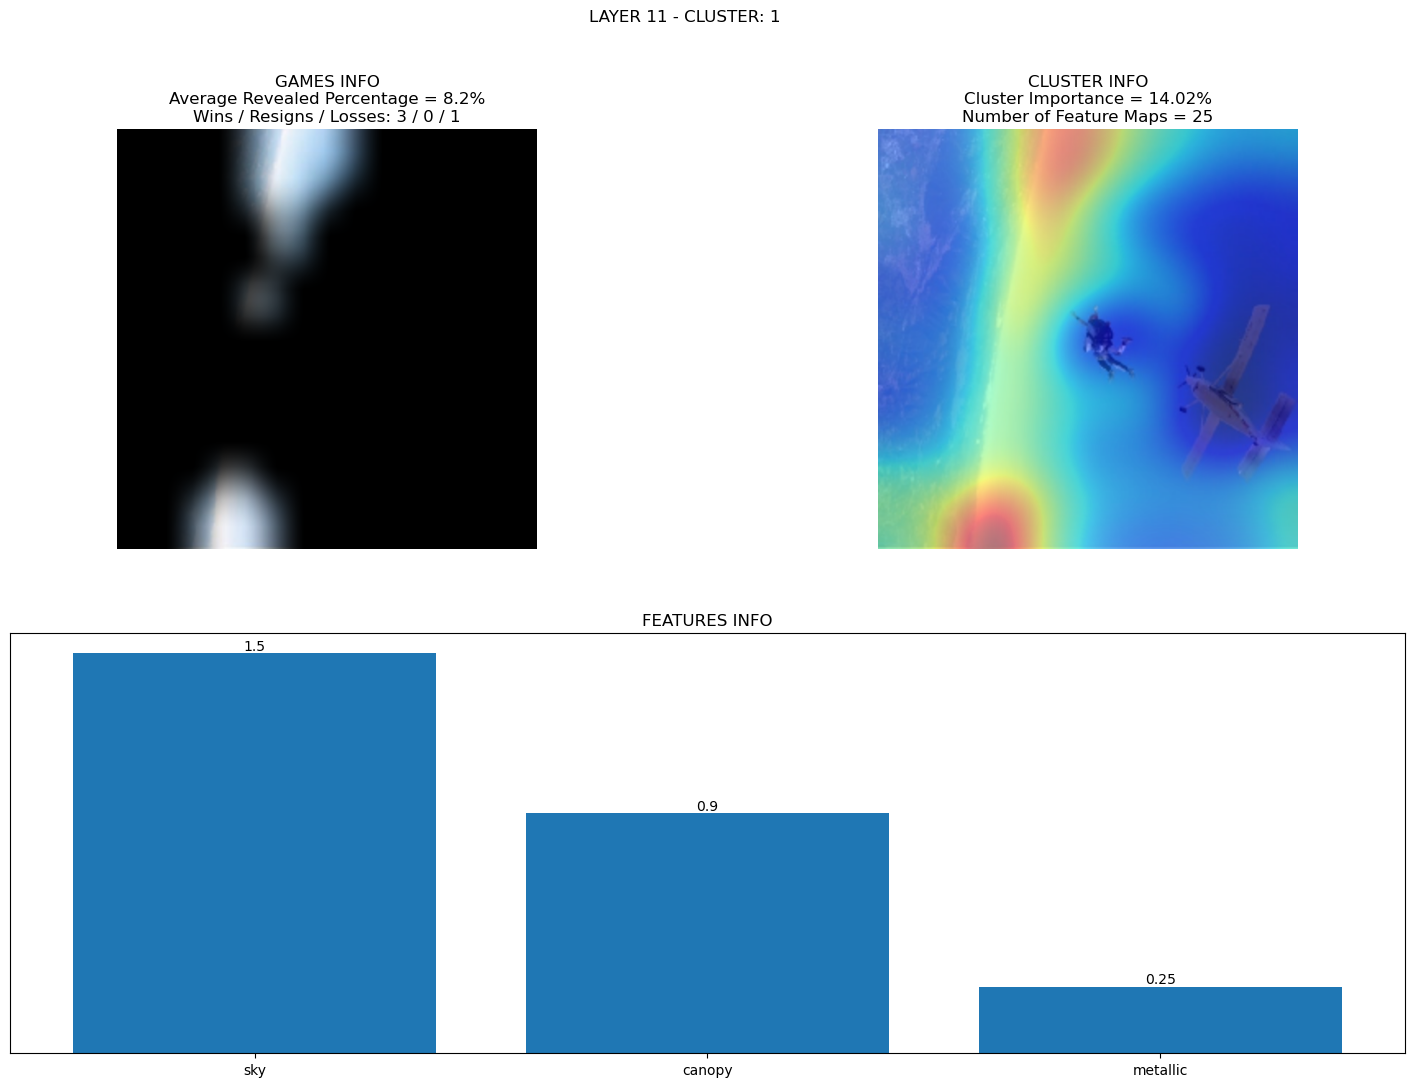 LAYER 11 - CLUSTER: 1
GAMES INFO
Average Revealed Percentage = 8.2%
Wins / Resigns / Losses: 3 / 0 / 1
CLUSTER INFO
Cluster Importance = 14.02%
Number of Feature Maps = 25
FEATURES INFO
1.5
0.9
0.25
sky
canopy
metallic